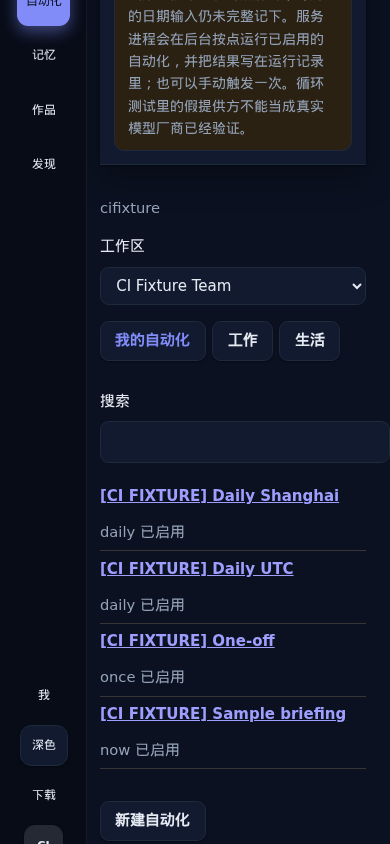 自动化
记忆
作品
发现
的日期输入仍未完整记下。服务
进程会在后台按点运行已启用的
自动化，并把结果写在运行记录
里；也可以手动触发一次。循环
测试里的假提供方不能当成真实
模型厂商已经验证。
cifixture
工作区
CI Fixture Team
我的自动化 工作 生活
搜索
[CI FIXTURE] Daily Shanghai
daily 已启用
[CI FIXTURE] Daily UTC
daily 已启用
[CI FIXTURE] One-off
once 已启用
[CI FIXTURE] Sample briefing
now 已启用
新建自动化
我
深色
下载